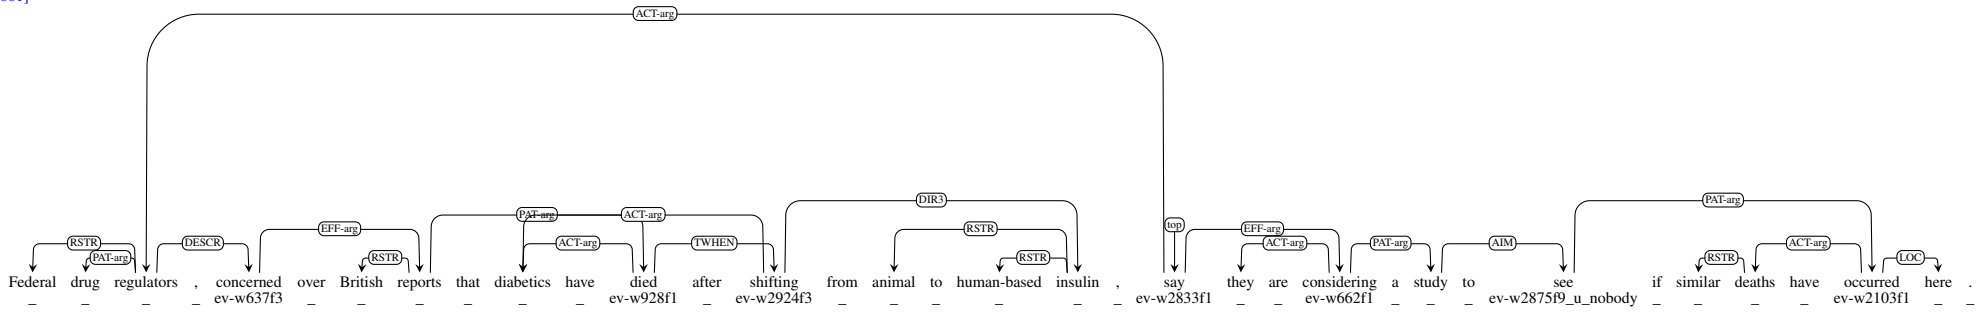 001]
ACT-arg
DIR3 PAT-arg
PAT-arg ACT-arg top
EFF-arg RSTR EFF-arg
RSTR DESCR ACT-arg TWHEN ACT-arg PAT-arg AIM ACT-arg
PAT-arg RSTR RSTR RSTR LOC
Federal drug regulators , concerned over British reports that diabetics have died after shifting from animal to human-based insulin , say they are considering a study to see if similar deaths have occurred here .
_ _ _ _ ev-w637f3 _ _ _ _ _ _ ev-w928f1 _ ev-w2924f3 _ _ _ _ _ _ ev-w2833f1 _ _ ev-w662f1 _ _ _ ev-w2875f9_u_nobody _ _ _ _ ev-w2103f1 _ _